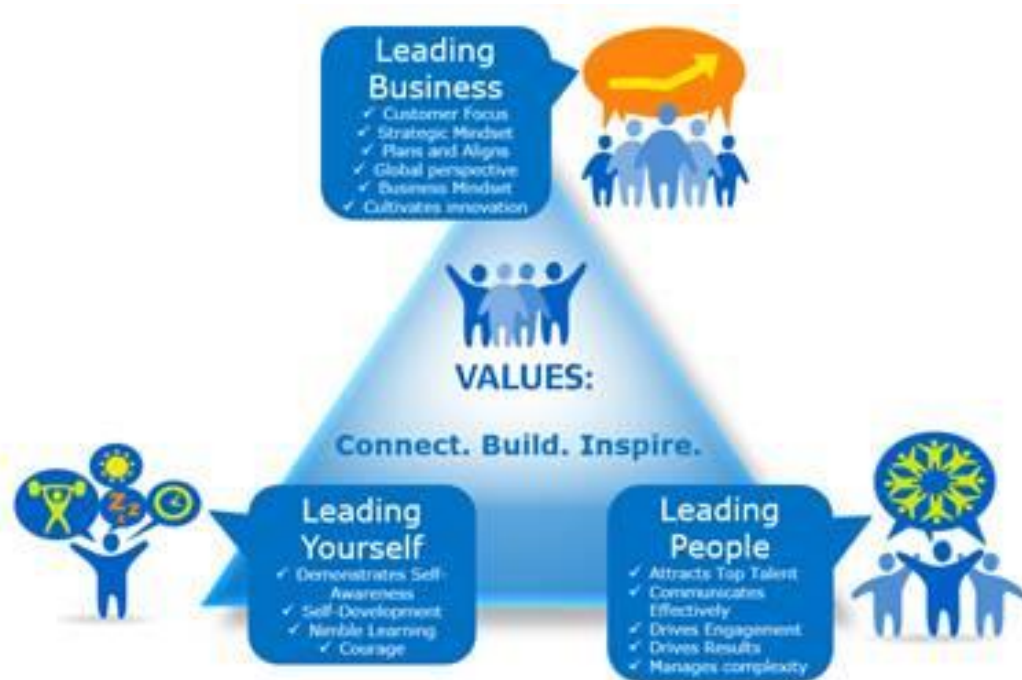 Leading
Business
✓ Customer Focus
✓ Strategic Mindset
✓ Plans and Aligns
✓ Global perspective
✓ Business Mindset
✓ Cultivates innovation
VALUES:
Connect. Build. Inspire.
Z Z Z
Leading
Yourself
✓ Demonstrates Self-
Awareness
✓ Self-Development
✓ Nimble Learning
✓ Courage
Leading
People
✓ Attracts Top Talent
✓ Communicates
Effectively
✓ Drives Engagement
✓ Drives Results
✓ Manages complexity